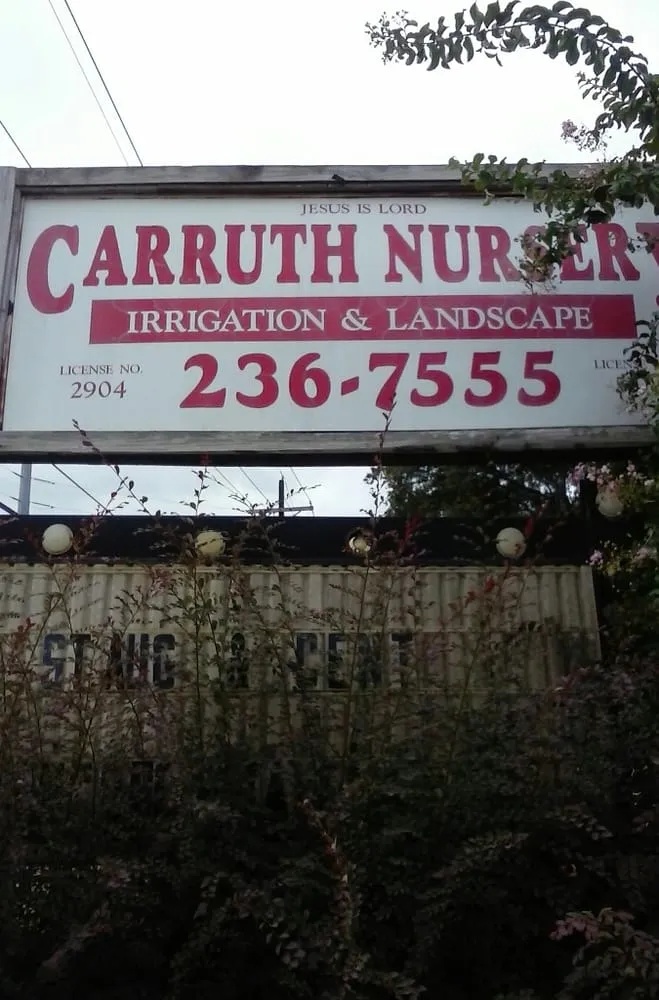 JESUS IS LORD
CARRUTH NURSERY
IRRIGATION & LANDSCAPE
LICENSE NO.
2904
236-7555